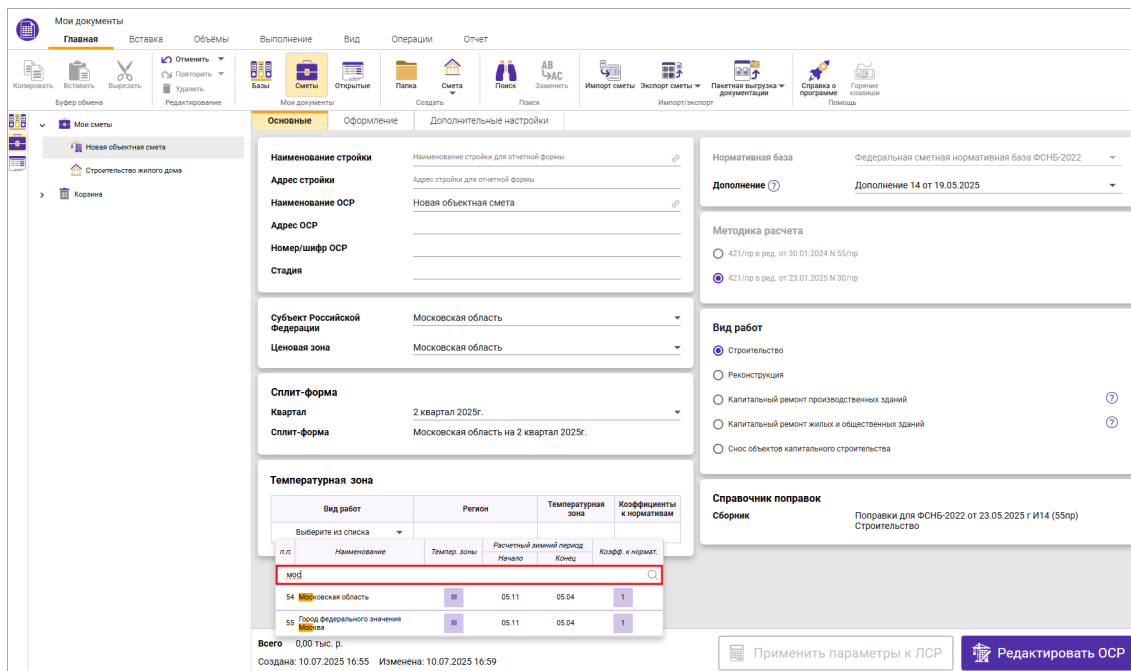 Мои документы
Главная Вставка Объёмы Выполнение Вид Операции Отчет
Копировать Вставить Вырезать
Отменить
Повторить
Удалить
Базы Сметы Открытые
Папка Смета
Поиск
AB
AC
Заменить
Импорт сметы Экспорт сметы Пакетная выгрузка документации
Справка о программе
Горячие клавиши
Буфер обмена Редактирование Мои документы Создать Поиск Импорт/экспорт Помощь
Мои сметы
Новая объектная смета
Строительство жилого дома
Корзина
Основные Оформление Дополнительные настройки
Наименование стройки Наименование стройки для отчетной формы
Адрес стройки Адрес стройки для отчетной формы
Наименование ОСР Новая объектная смета
Адрес ОСР
Номер/шифр ОСР
Стадия
Субъект Российской
Федерации
Московская область
Ценовая зона Московская область
Сплит-форма
Квартал 2 квартал 2025г.
Сплит-форма Московская область на 2 квартал 2025г.
Температурная зона
Вид работ Регион Температурная зона Коэффициенты к нормативам
Выберите из списка
п.п. Наименование Темпер. зоны Расчетный зимний период Коэфф. к нормат.
Начало Конец
мос
54 Московская область III 05.11 05.04 1
55 Город федерального значения Москва III 05.11 05.04 1
Всего 0,00 тыс. р.
Создана: 10.07.2025 16:55 Изменена: 10.07.2025 16:59
Нормативная база Федеральная сметная нормативная база ФСНБ-2022
Дополнение ? Дополнение 14 от 19.05.2025
Методика расчета
421/пр в ред. от 30.01.2024 N 55/пр
421/пр в ред. от 23.01.2025 N 30/пр
Вид работ
Строительство
Реконструкция
Капитальный ремонт производственных зданий ?
Капитальный ремонт жилых и общественных зданий ?
Снос объектов капитального строительства
Справочник поправок
Сборник Поправки для ФСНБ-2022 от 23.05.2025 г И14 (55пр)
Строительство
Применить параметры к ЛСР
Редактировать ОСР